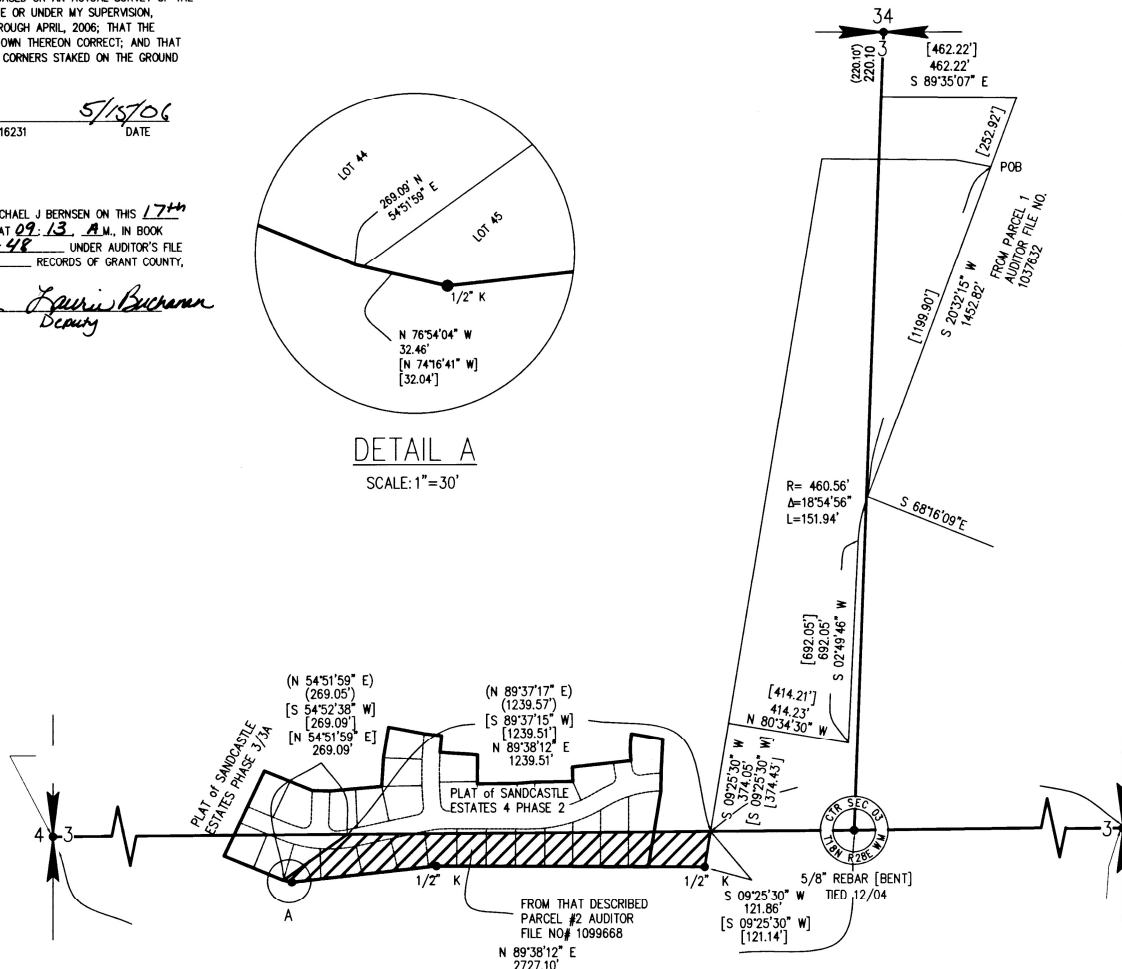 BASED ON AN ACTUAL SURVEY OF THE
E OR UNDER MY SUPERVISION,
ROUGH APRIL, 2006; THAT THE
OWN THEREON CORRECT; AND THAT
CORNERS STAKED ON THE GROUND
5/15/06
16231 DATE
CHAEL J BERNSEN ON THIS 17th
AT 09:13 A M., IN BOOK
48 UNDER AUDITOR'S FILE
RECORDS OF GRANT COUNTY,
Laurie Buchanan
Deputy
LOT 44
269.09' N
54°51'59" E
LOT 45
1/2" K
N 76°54'04" W
32.46'
[N 74°16'41" W]
[32.04']
DETAIL A
SCALE: 1"=30'
34
3
(220.10')
220.10
[462.22']
462.22'
S 89°35'07" E
[252.92']
POB
FROM PARCEL 1
AUDITOR FILE NO.
1037632
[1199.90']
S 20°32'15" W
1452.82'
R= 460.56'
Δ=18°54'56"
L=151.94'
S 68°16'09"E
[692.05']
692.05'
S 02°49'46" W
[414.21']
414.23'
N 80°34'30" W
(N 54°51'59" E)
(269.05')
[S 54°52'38" W]
[269.09']
[N 54°51'59" E]
269.09'
(N 89°37'17" E)
(1239.57')
[S 89°37'15" W]
[1239.51']
N 89°38'12" E
1239.51'
PLAT of SANDCASTLE
ESTATES PHASE 3/3A
PLAT of SANDCASTLE
ESTATES 4 PHASE 2
S 09°25'30" W
374.05'
[S 09°25'30" W]
[374.43']
4 3
3
CTR SEC 03
T18N R28E WM
5/8" REBAR [BENT]
TIED 12/04
A
1/2" K
1/2" K
S 09°25'30" W
121.86'
[S 09°25'30" W]
[121.14']
FROM THAT DESCRIBED
PARCEL #2 AUDITOR
FILE NO# 1099668
N 89°38'12" E
2727.10'